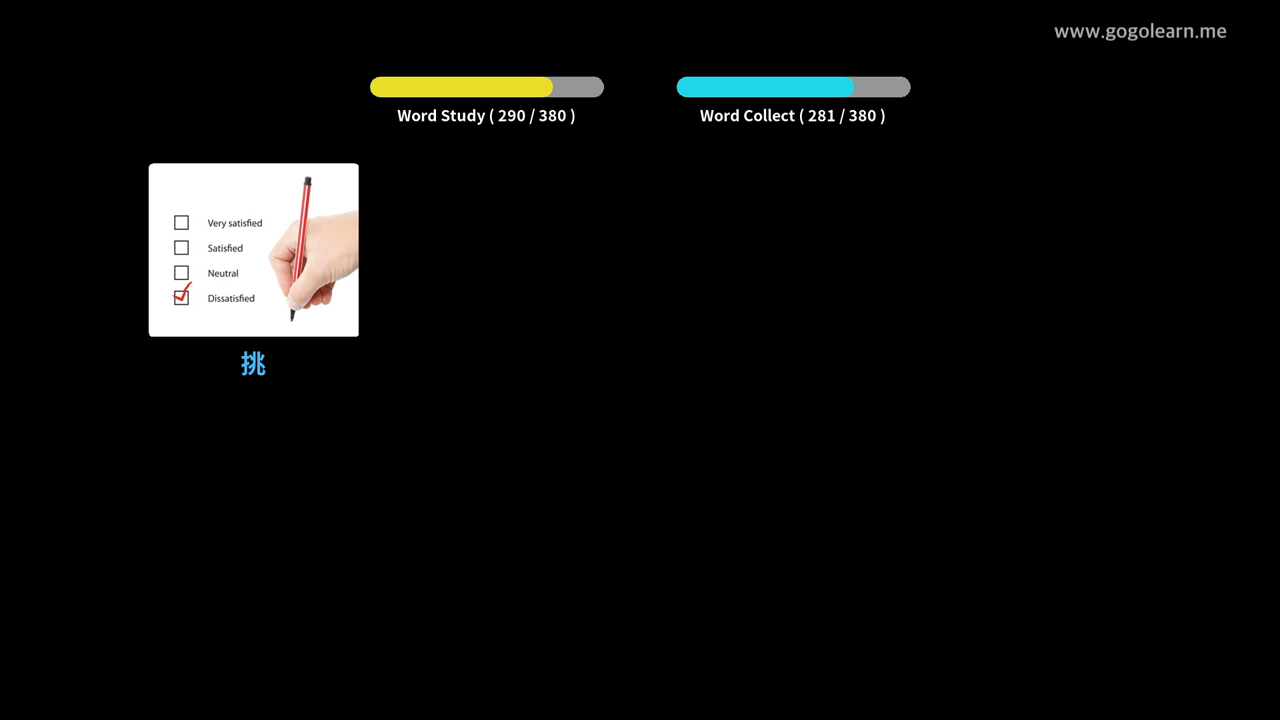 www.gogolearn.me
Word Study ( 290 / 380 )
Word Collect ( 281 / 380 )
Very satisfied
Satisfied
Neutral
Dissatisfied
挑